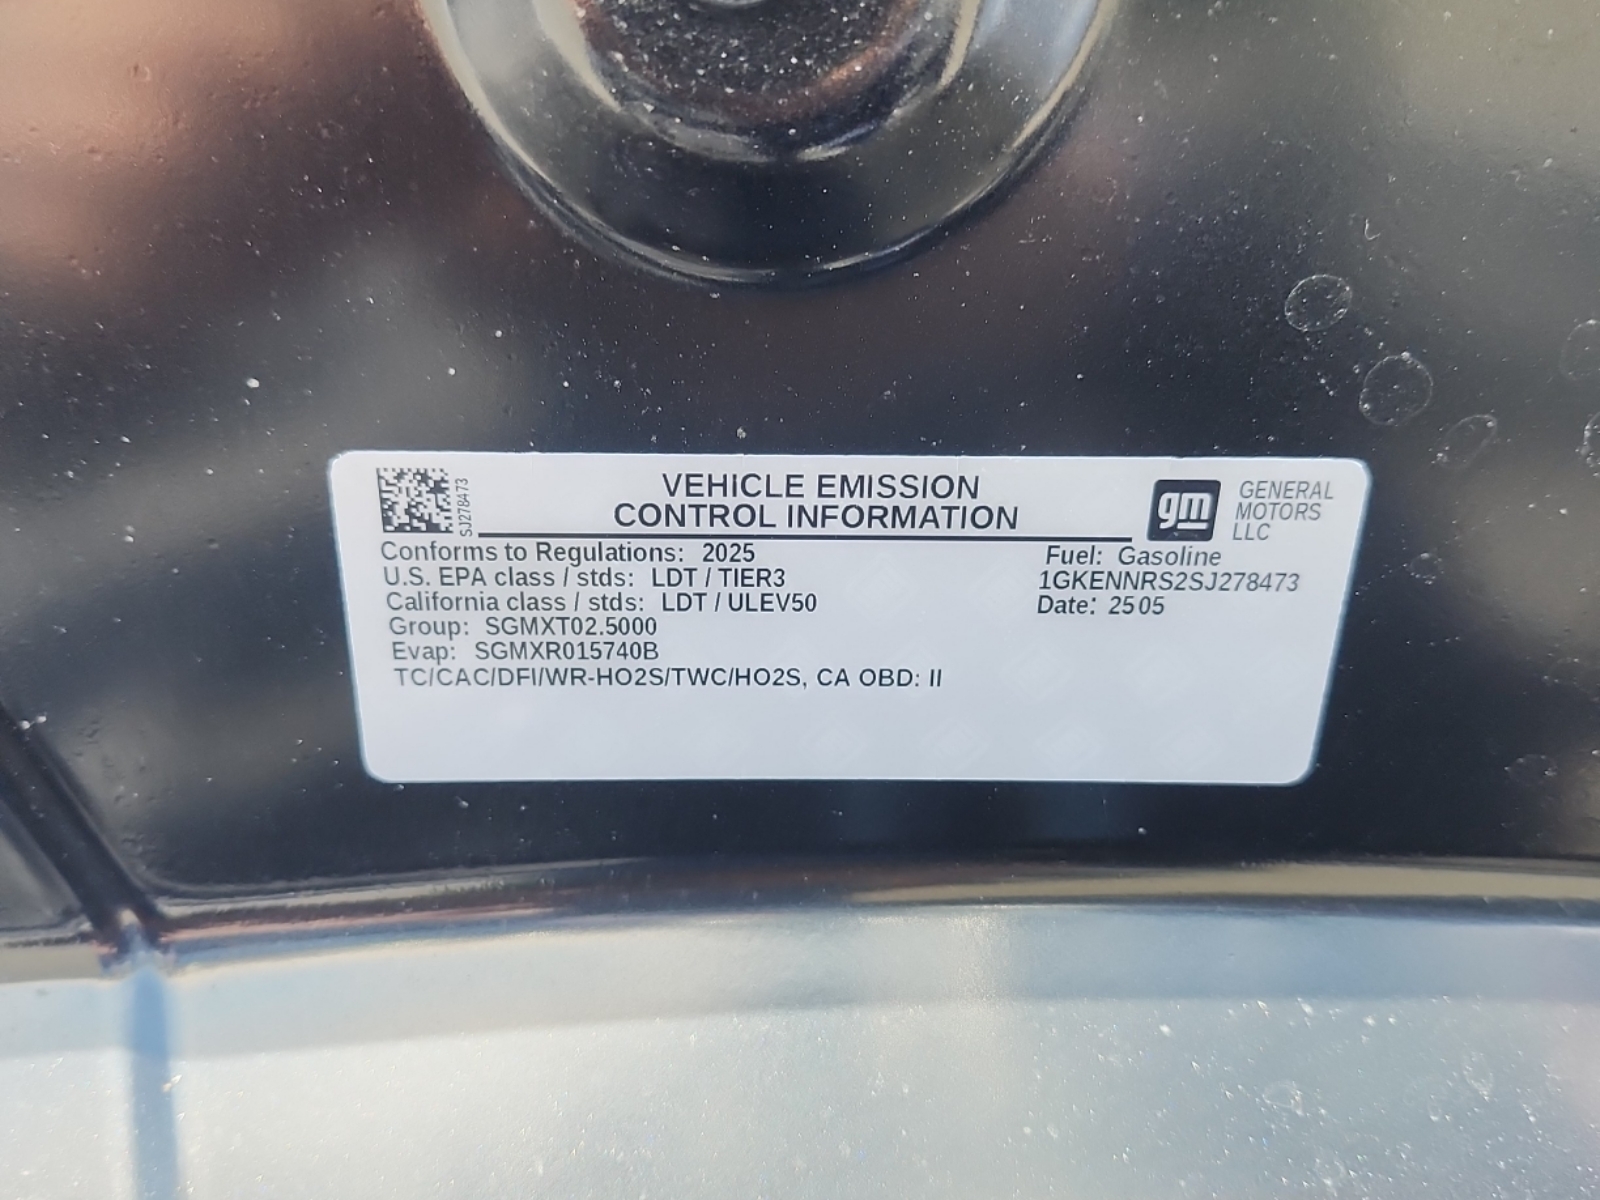 SJ278473
VEHICLE EMISSION
CONTROL INFORMATION
gm
GENERAL
MOTORS
LLC
Conforms to Regulations: 2025
Fuel: Gasoline
U.S. EPA class / stds: LDT / TIER3
1GKENNRS2SJ278473
California class / stds: LDT / ULEV50
Date: 2505
Group: SGMXT02.5000
Evap: SGMXR015740B
TC/CAC/DFI/WR-HO2S/TWC/HO2S, CA OBD: II